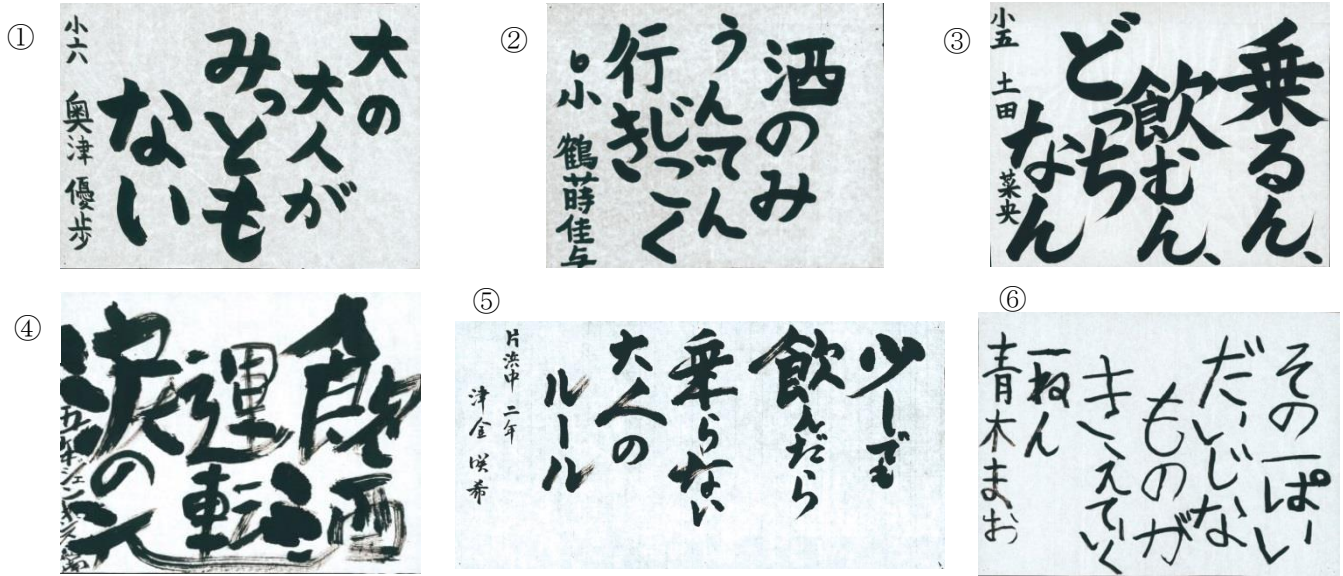 ①
大の
大人が
みっとも
ない
小六 奥津優歩
②
酒のみ
うんてん
じごく
行き
小 鶴蒔佳与
③
乗るん、
飲むん、
どっち
なん
小五 土田 菜央
④
飲酒
運転
涙の
⑤
少しでも
飲んだら
乗らない
大人の
ルール
片浜中 二年
津金 咲希
⑥
その一ぱい
だいじな
ものが
きえていく
一ねん
青木まお